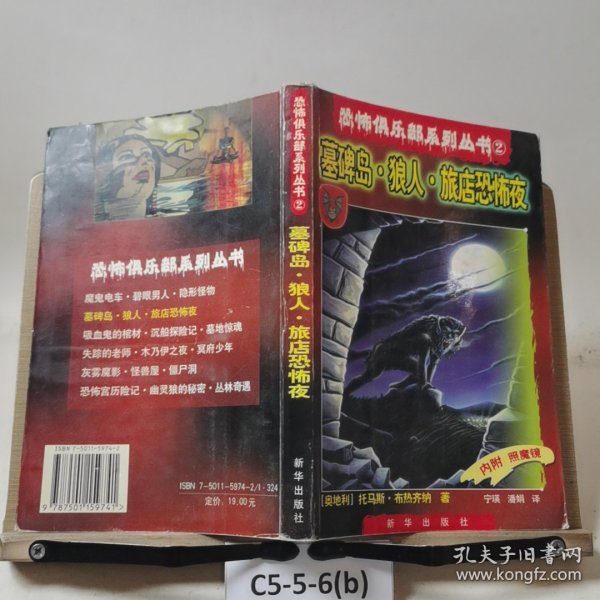 恐怖俱乐部系列丛书
魔鬼电车·碧眼男人·隐形怪物
墓碑岛·狼人·旅店恐怖夜
吸血鬼的棺材·沉船探险记·墓地惊魂
失踪的老师·木乃伊之夜·冥府少年
灰雾魔影·怪兽屋·僵尸洞
恐怖宫历险记·幽灵狼的秘密·丛林奇遇
ISBN 7-5011-5974-2
9 787501 159741 >
ISBN 7-5011-5974-2/I·324
定价：19.00元
恐怖俱乐部系列丛书②
墓碑岛·狼人·旅店恐怖夜
新华出版社
恐怖俱乐部系列丛书②
墓碑岛·狼人·旅店恐怖夜
内附 照魔镜
[奥地利] 托马斯·布热齐纳 著
宁瑛 潘娟 译
新华出版社
C5-5-6(b)
孔夫子旧书网
www.kongfz.com